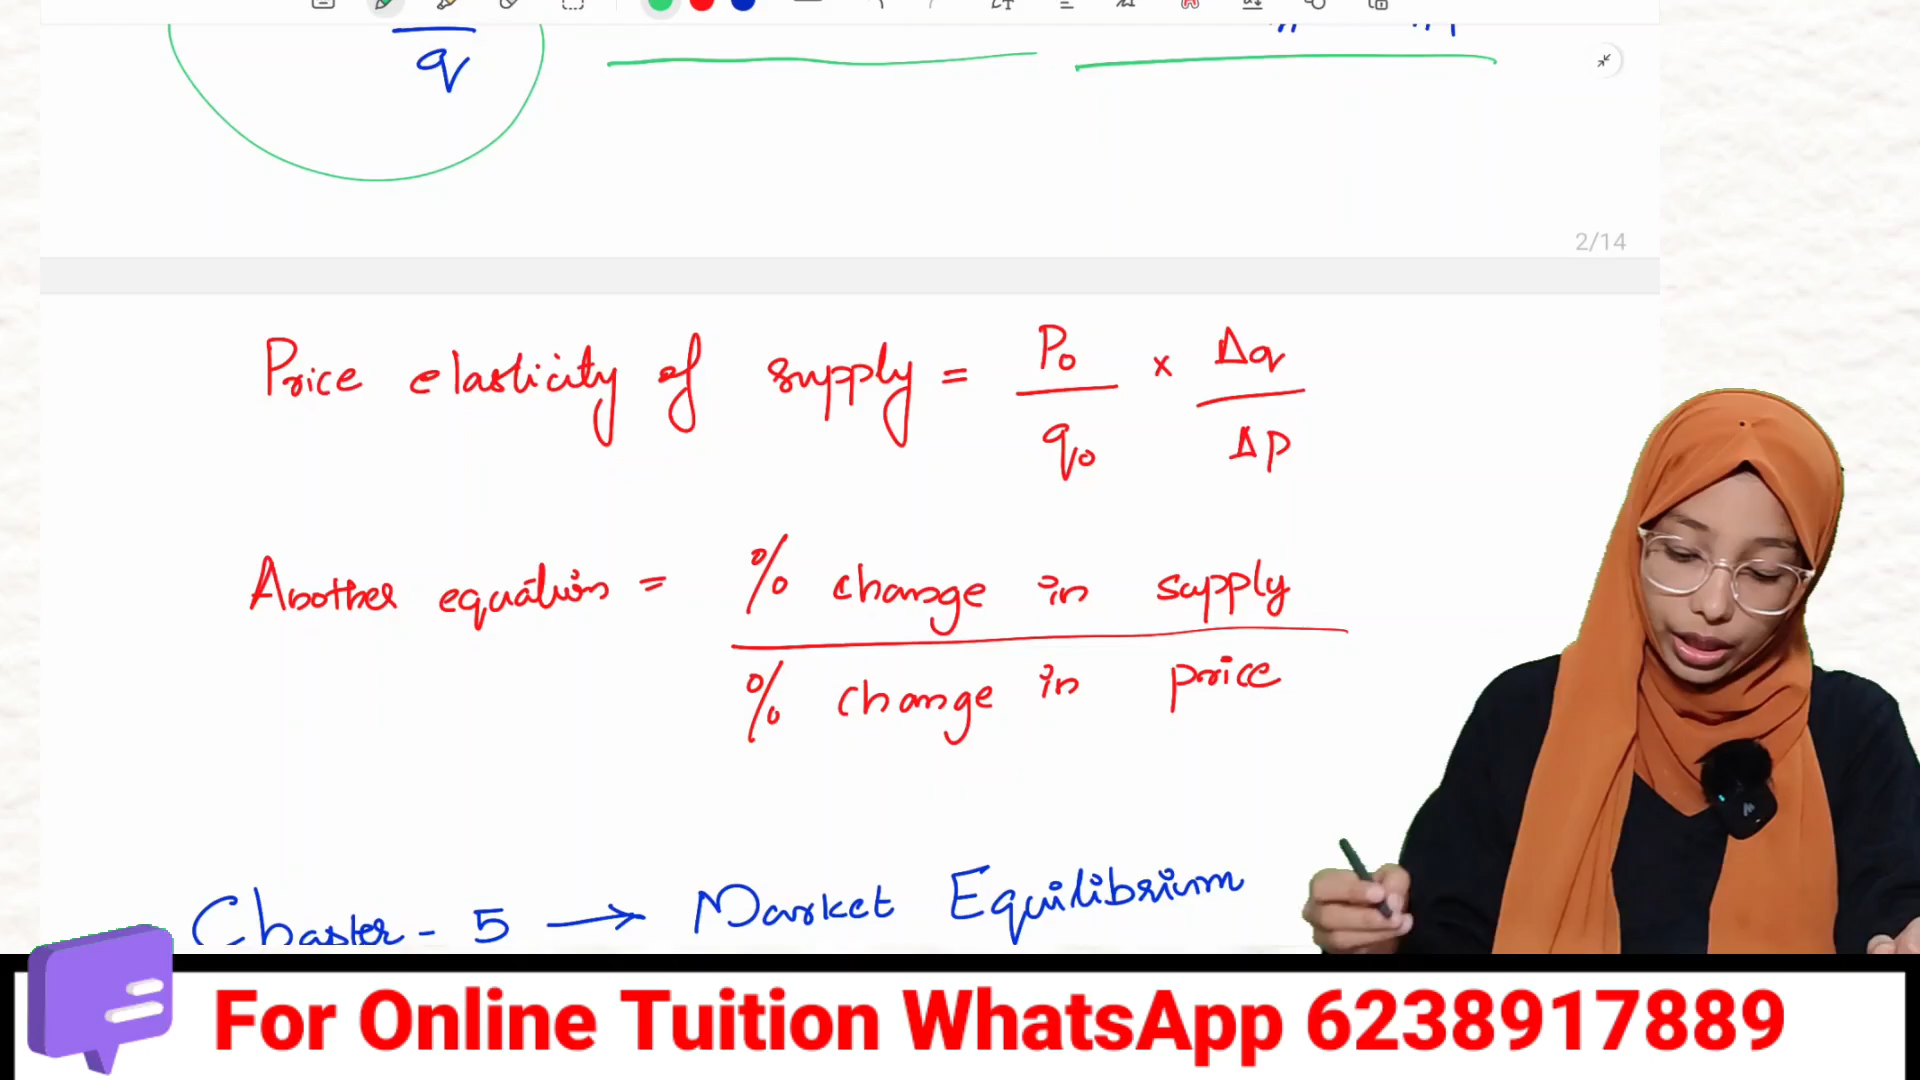 q
2/14
Price elasticity of supply = P₀/q₀ × Δq/Δp
Another equation = % change in supply
% change in price
Chapter - 5 → Market Equilibrium
For Online Tuition WhatsApp 6238917889